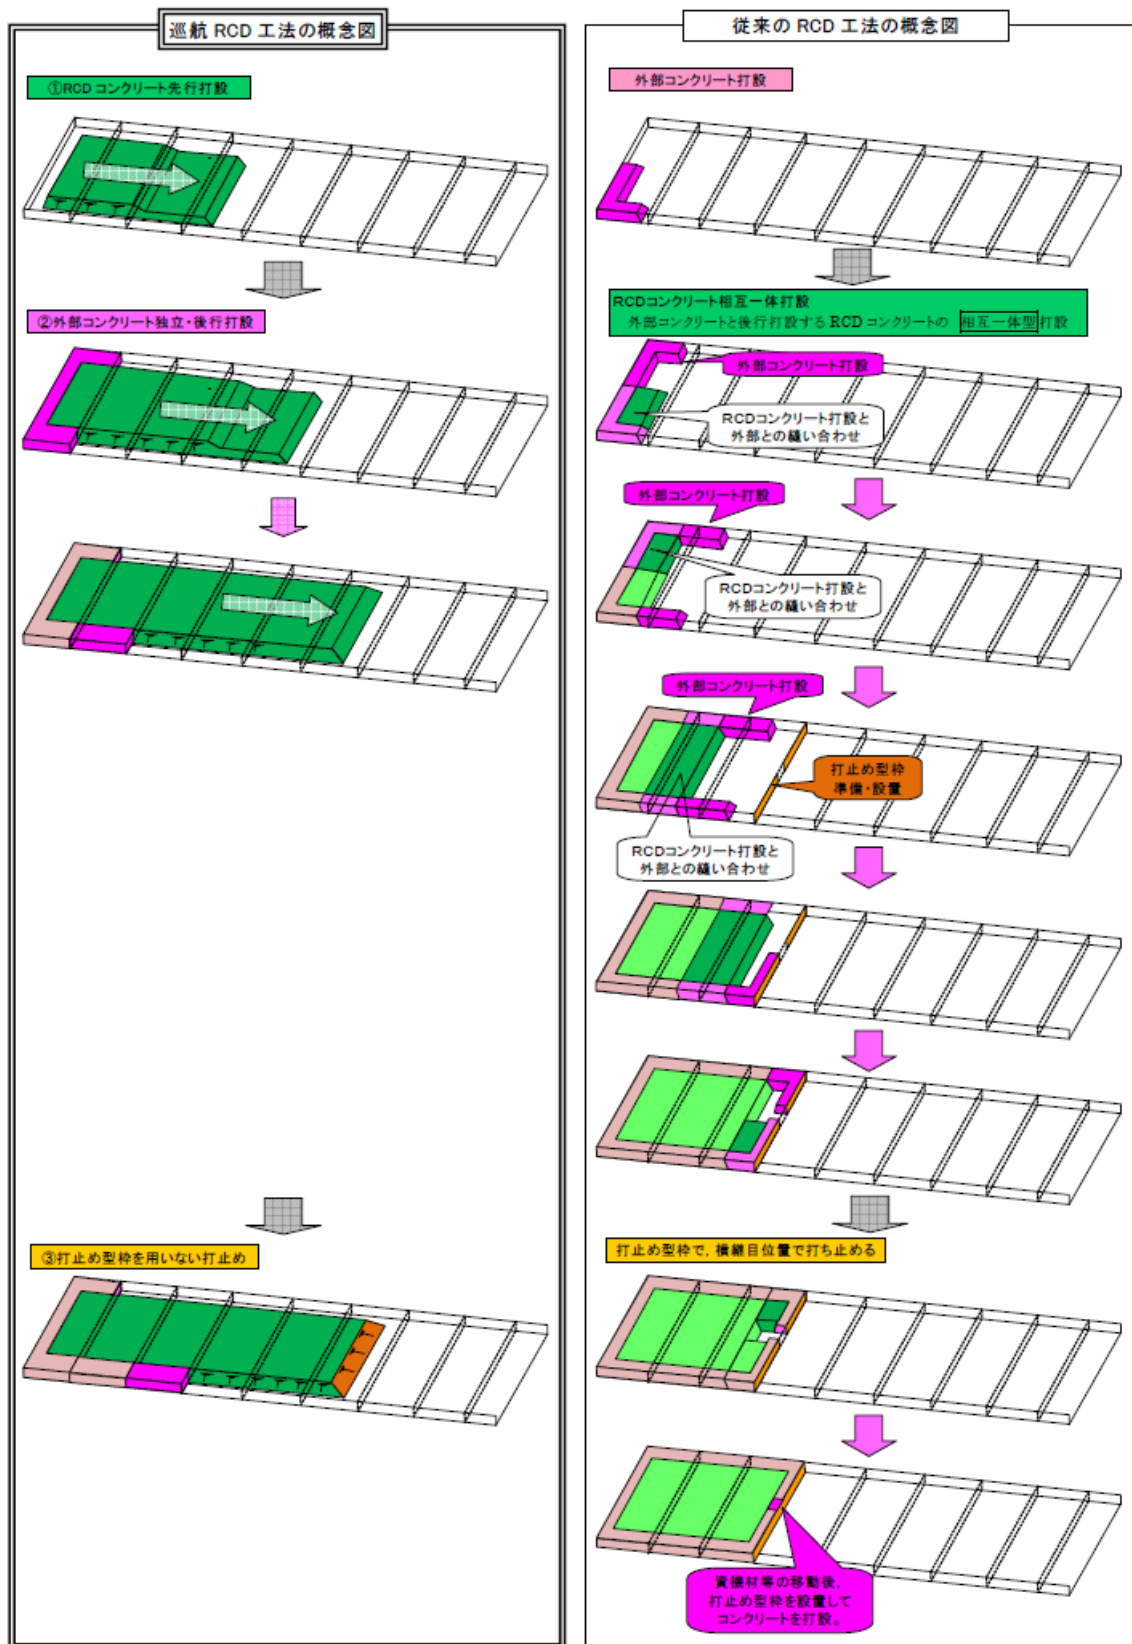 巡航 RCD 工法の概念図
①RCD コンクリート先行打設
②外部コンクリート独立・後行打設
③打止め型枠を用いない打止め
従来の RCD 工法の概念図
外部コンクリート打設
RCDコンクリート相互一体打設
外部コンクリートと後行打設する RCD コンクリートの 相互一体型打設
外部コンクリート打設
RCDコンクリート打設と
外部との縫い合わせ
外部コンクリート打設
RCDコンクリート打設と
外部との縫い合わせ
外部コンクリート打設
打止め型枠
準備・設置
RCDコンクリート打設と
外部との縫い合わせ
打止め型枠で、横継目位置で打ち止める
資機材等の移動後、
打止め型枠を設置して
コンクリートを打設。